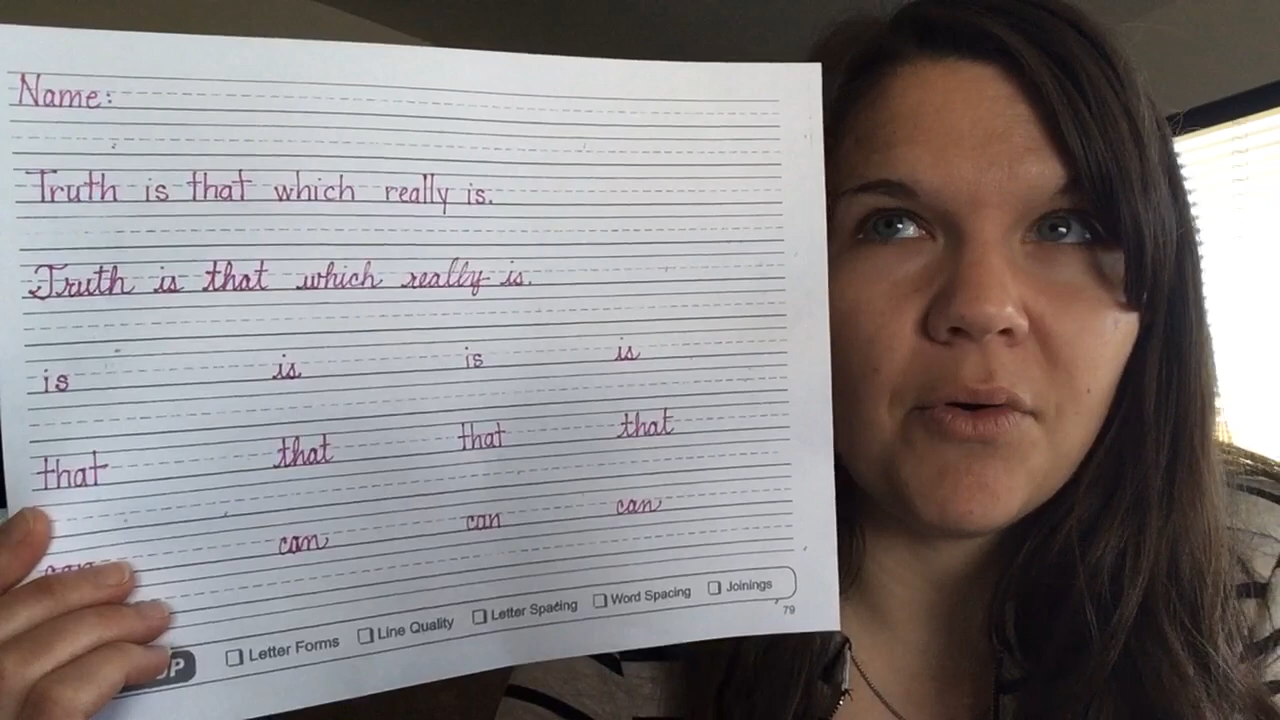 Name:
Truth is that which really is.
Truth is that which really is.
is is is is
that that that that
can can can
Letter Forms Line Quality Letter Spacing Word Spacing Joinings
79